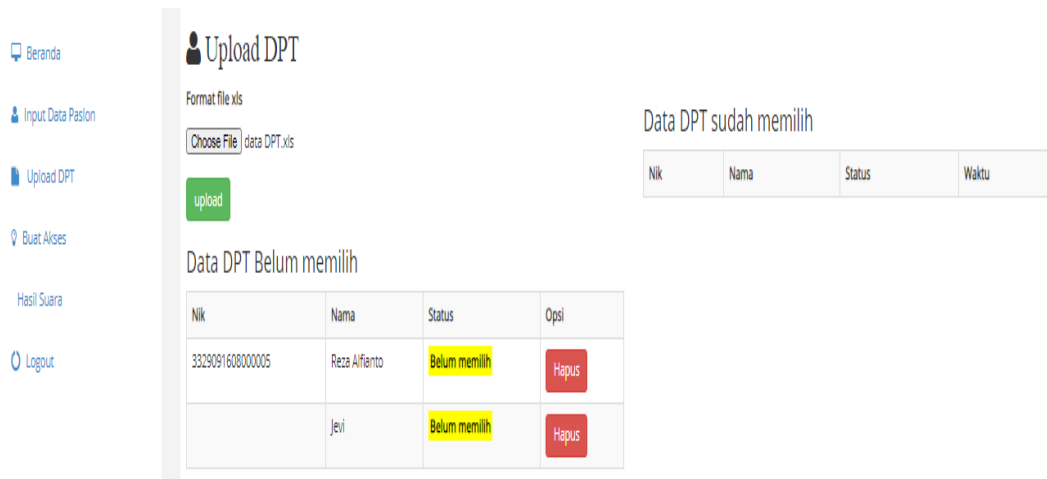 Beranda
Input Data Paslon
Upload DPT
Buat Akses
Hasil Suara
Logout
Upload DPT
Format file xls
Choose File data DPT.xls
upload
Data DPT Belum memilih
Nik Nama Status Opsi
3329091608000005 Reza Alfianto Belum memilih Hapus
Jevi Belum memilih Hapus
Data DPT sudah memilih
Nik Nama Status Waktu